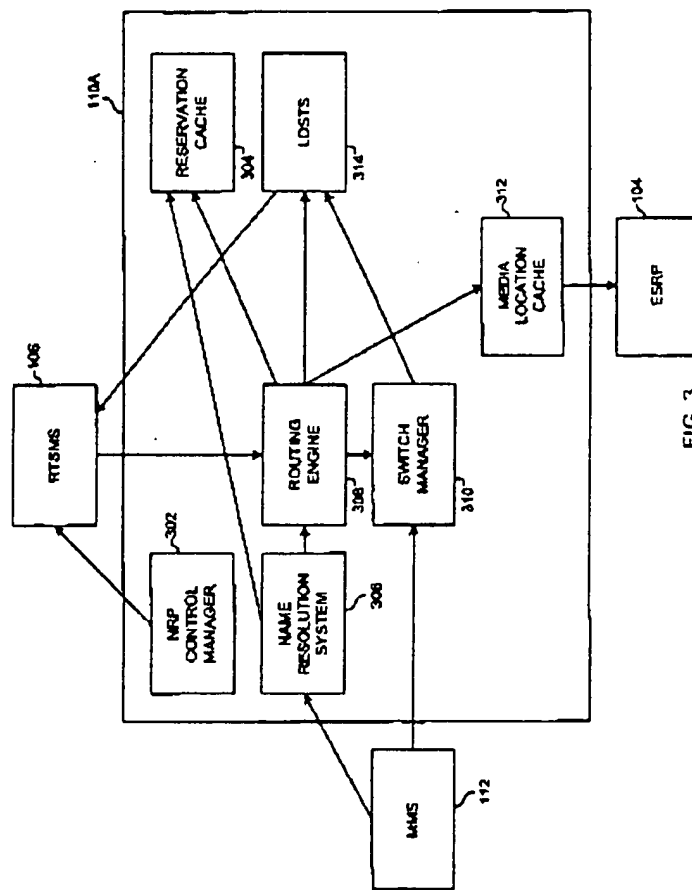 RTSMS
106
110A
NRP
CONTROL
MANAGER
302
RESERVATION
CACHE
304
NAME
RESOLUTION
SYSTEM
306
ROUTING
ENGINE
308
LDSTS
314
MIMS
112
SWITCH
MANAGER
310
MEDIA
LOCATION
CACHE
312
ESRP
104
FIG. 3